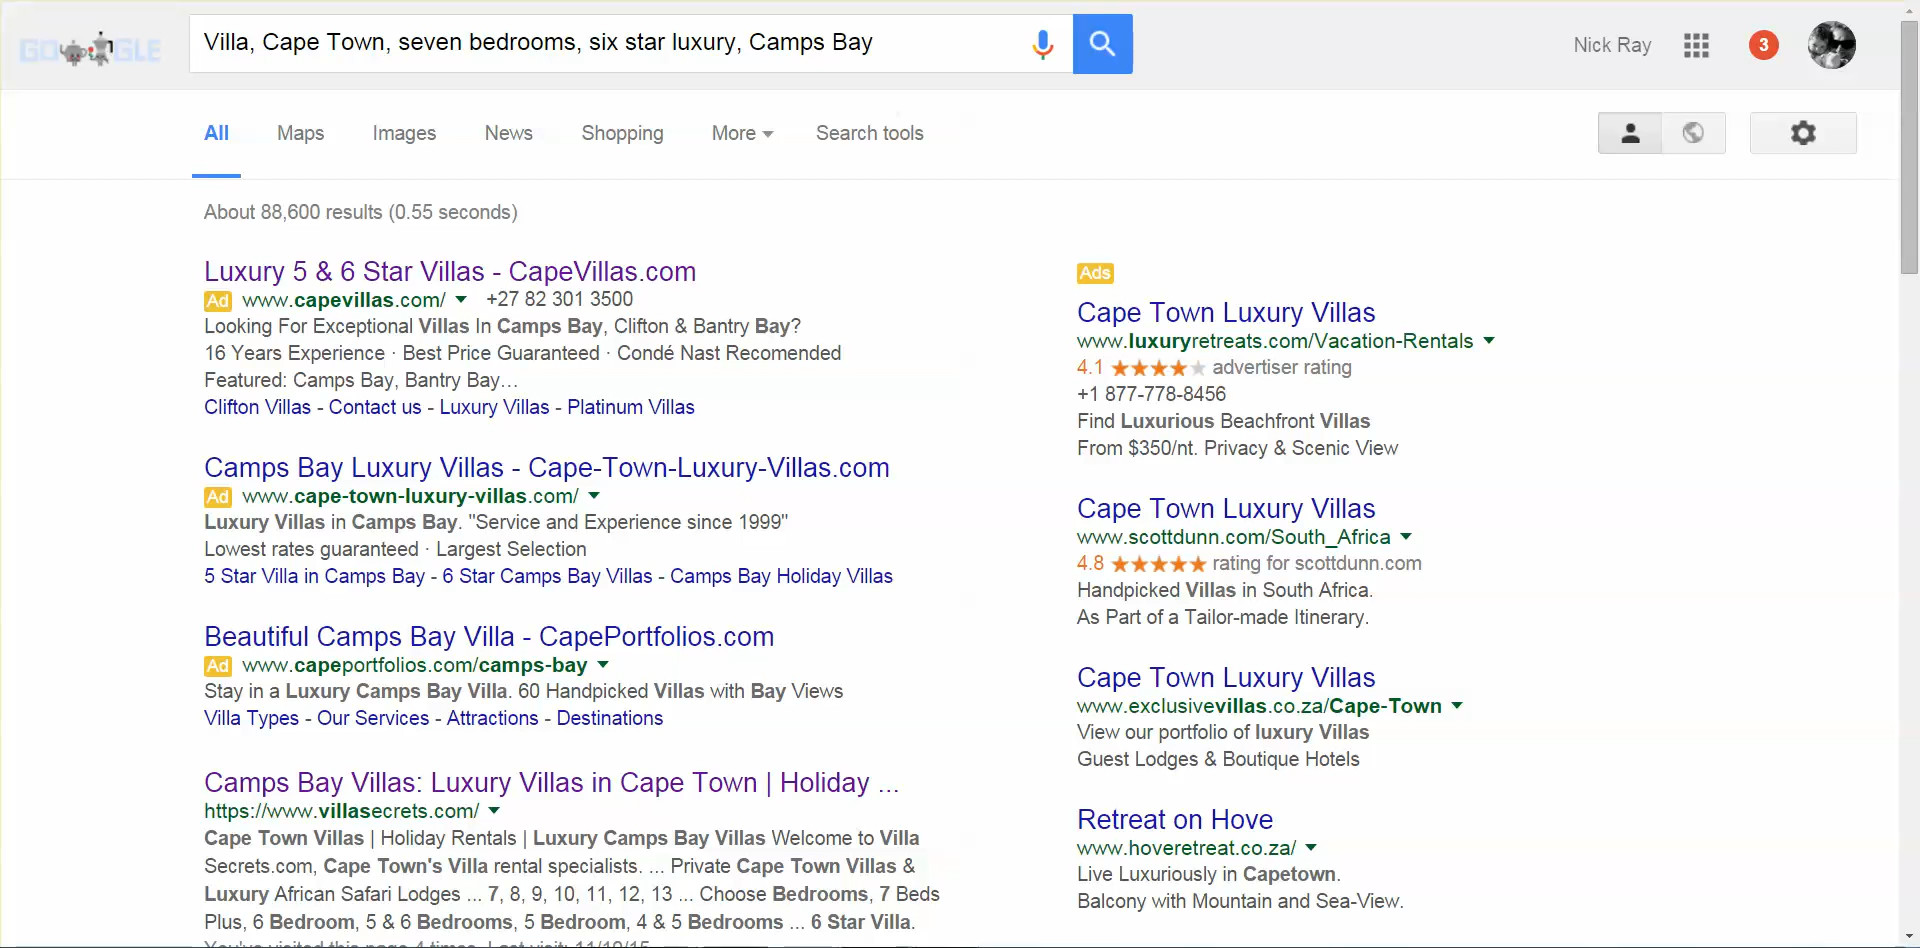 GOOGLE
Villa, Cape Town, seven bedrooms, six star luxury, Camps Bay
Nick Ray
3
All
Maps
Images
News
Shopping
More
Search tools
About 88,600 results (0.55 seconds)
Luxury 5 & 6 Star Villas - CapeVillas.com
Ad www.capevillas.com/ +27 82 301 3500
Looking For Exceptional Villas In Camps Bay, Clifton & Bantry Bay?
16 Years Experience · Best Price Guaranteed · Condé Nast Recomended
Featured: Camps Bay, Bantry Bay…
Clifton Villas - Contact us - Luxury Villas - Platinum Villas
Camps Bay Luxury Villas - Cape-Town-Luxury-Villas.com
Ad www.cape-town-luxury-villas.com/
Luxury Villas in Camps Bay. "Service and Experience since 1999"
Lowest rates guaranteed · Largest Selection
5 Star Villa in Camps Bay - 6 Star Camps Bay Villas - Camps Bay Holiday Villas
Beautiful Camps Bay Villa - CapePortfolios.com
Ad www.capeportfolios.com/camps-bay
Stay in a Luxury Camps Bay Villa. 60 Handpicked Villas with Bay Views
Villa Types - Our Services - Attractions - Destinations
Camps Bay Villas: Luxury Villas in Cape Town | Holiday ...
https://www.villasecrets.com/
Cape Town Villas | Holiday Rentals | Luxury Camps Bay Villas Welcome to Villa
Secrets.com, Cape Town's Villa rental specialists. ... Private Cape Town Villas &
Luxury African Safari Lodges ... 7, 8, 9, 10, 11, 12, 13 ... Choose Bedrooms, 7 Beds
Plus, 6 Bedroom, 5 & 6 Bedrooms, 5 Bedroom, 4 & 5 Bedrooms ... 6 Star Villa.
You've visited this page 4 times. Last visit: 11/10/15
Ads
Cape Town Luxury Villas
www.luxuryretreats.com/Vacation-Rentals
4.1 advertiser rating
+1 877-778-8456
Find Luxurious Beachfront Villas
From $350/nt. Privacy & Scenic View
Cape Town Luxury Villas
www.scottdunn.com/South_Africa
4.8 rating for scottdunn.com
Handpicked Villas in South Africa.
As Part of a Tailor-made Itinerary.
Cape Town Luxury Villas
www.exclusivevillas.co.za/Cape-Town
View our portfolio of luxury Villas
Guest Lodges & Boutique Hotels
Retreat on Hove
www.hoveretreat.co.za/
Live Luxuriously in Capetown.
Balcony with Mountain and Sea-View.